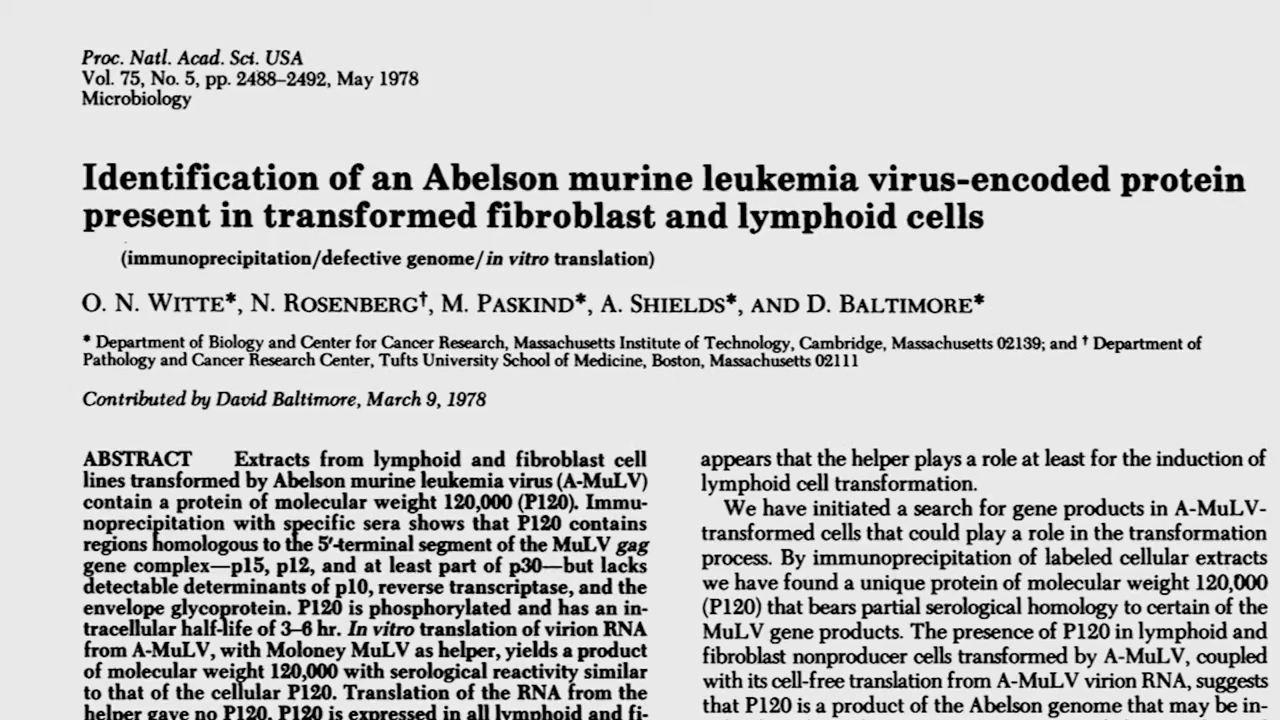 Proc. Natl. Acad. Sci. USA
Vol. 75, No. 5, pp. 2488–2492, May 1978
Microbiology
Identification of an Abelson murine leukemia virus-encoded protein
present in transformed fibroblast and lymphoid cells
(immunoprecipitation/defective genome/in vitro translation)
O. N. WITTE*, N. ROSENBERG†, M. PASKIND*, A. SHIELDS*, AND D. BALTIMORE*
* Department of Biology and Center for Cancer Research, Massachusetts Institute of Technology, Cambridge, Massachusetts 02139; and † Department of
Pathology and Cancer Research Center, Tufts University School of Medicine, Boston, Massachusetts 02111
Contributed by David Baltimore, March 9, 1978
ABSTRACT Extracts from lymphoid and fibroblast cell
lines transformed by Abelson murine leukemia virus (A-MuLV)
contain a protein of molecular weight 120,000 (P120). Immu-
noprecipitation with specific sera shows that P120 contains
regions homologous to the 5′-terminal segment of the MuLV gag
gene complex—p15, p12, and at least part of p30—but lacks
detectable determinants of p10, reverse transcriptase, and the
envelope glycoprotein. P120 is phosphorylated and has an in-
tracellular half-life of 3–6 hr. In vitro translation of virion RNA
from A-MuLV, with Moloney MuLV as helper, yields a product
of molecular weight 120,000 with serological reactivity similar
to that of the cellular P120. Translation of the RNA from the
helper gave no P120. P120 is expressed in all lymphoid and fi-
appears that the helper plays a role at least for the induction of
lymphoid cell transformation.
We have initiated a search for gene products in A-MuLV-
transformed cells that could play a role in the transformation
process. By immunoprecipitation of labeled cellular extracts
we have found a unique protein of molecular weight 120,000
(P120) that bears partial serological homology to certain of the
MuLV gene products. The presence of P120 in lymphoid and
fibroblast nonproducer cells transformed by A-MuLV, coupled
with its cell-free translation from A-MuLV virion RNA, suggests
that P120 is a product of the Abelson genome that may be in-